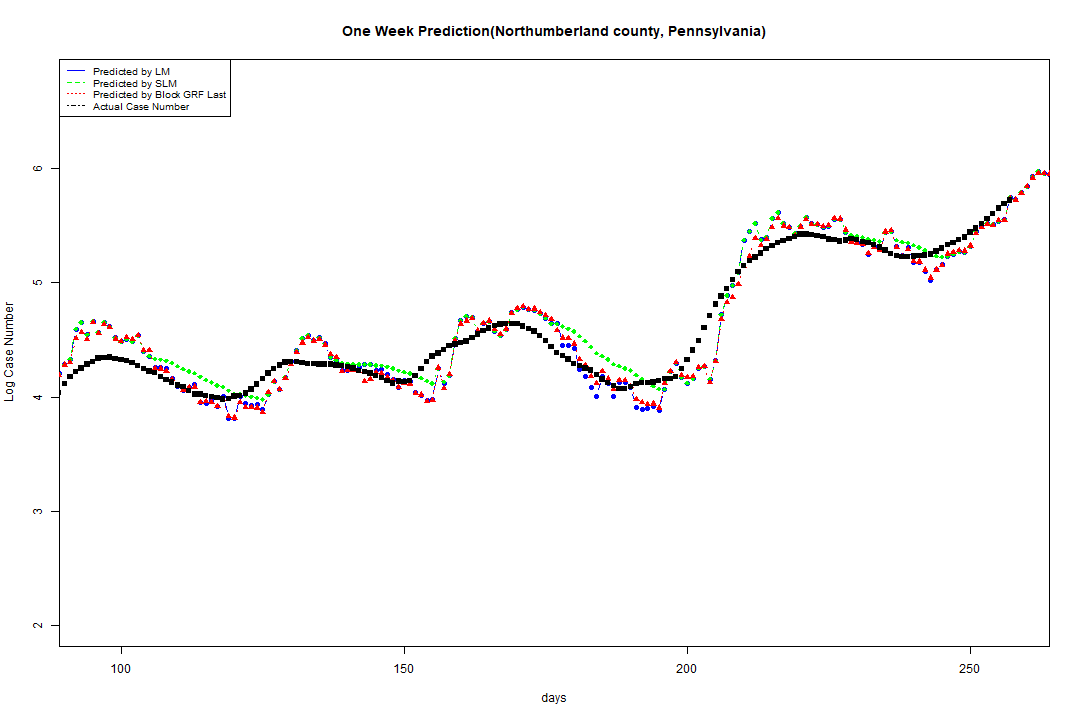 One Week Prediction(Northumberland county, Pennsylvania)
Predicted by LM
Predicted by SLM
Predicted by Block GRF Last
Actual Case Number
6
5
4
3
2
Log Case Number
100 150 200 250
days